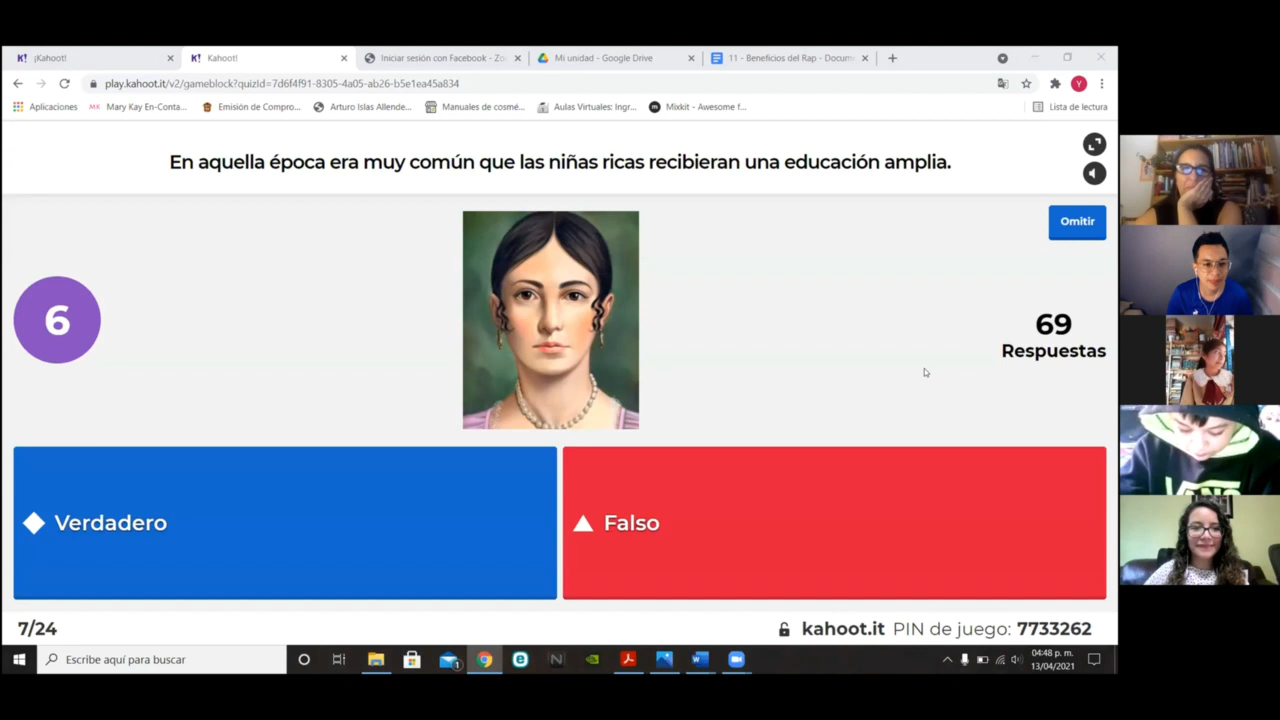 K! ¡Kahoot!
K! Kahoot!
Iniciar sesión con Facebook - Zo
Mi unidad - Google Drive
11 - Beneficios del Rap - Docum
play.kahoot.it/v2/gameblock?quizId=7d6f4f91-8305-4a05-ab26-b5e1ea45a834
Y
Aplicaciones
MK Mary Kay En-Conta...
Emisión de Compro...
Arturo Islas Allende...
Manuales de cosmé...
Aulas Virtuales: Ingr...
Mixkit - Awesome f...
Lista de lectura
En aquella época era muy común que las niñas ricas recibieran una educación amplia.
Omitir
6
69
Respuestas
Verdadero
Falso
7/24
kahoot.it PIN de juego: 7733262
Escribe aquí para buscar
1
04:48 p. m.
13/04/2021
VANS